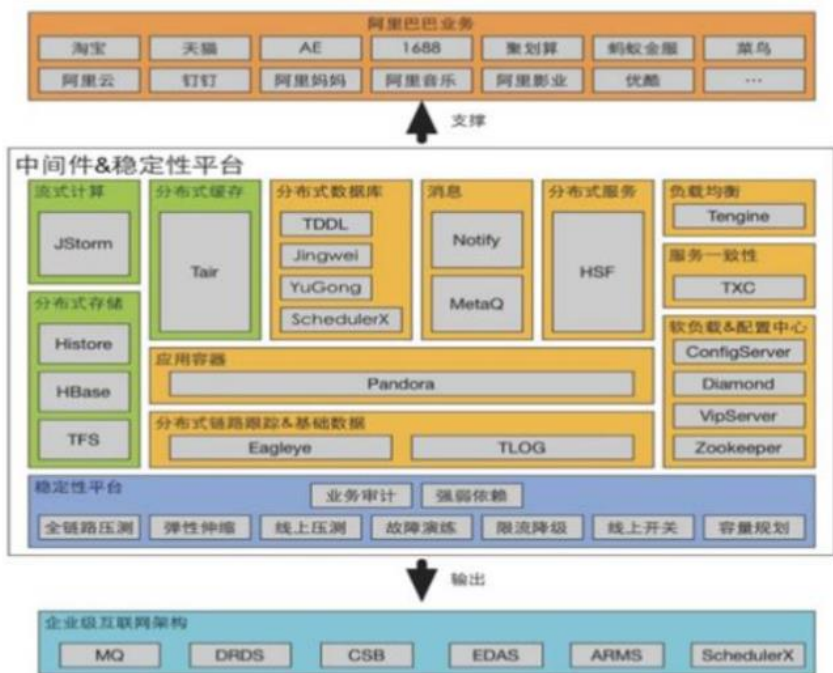 阿里巴巴业务
淘宝 天猫 AE 1688 聚划算 蚂蚁金服 菜鸟
阿里云 钉钉 阿里妈妈 阿里音乐 阿里影业 优酷 …
支撑
中间件&稳定性平台
流式计算
JStorm
分布式存储
Histore
HBase
TFS
分布式缓存
Tair
分布式数据库
TDDL
Jingwei
YuGong
SchedulerX
消息
Notify
MetaQ
分布式服务
HSF
负载均衡
Tengine
服务一致性
TXC
软负载&配置中心
ConfigServer
Diamond
VipServer
Zookeeper
应用容器
Pandora
分布式链路跟踪&基础数据
Eagleye TLOG
稳定性平台
业务审计 强弱依赖
全链路压测 弹性伸缩 线上压测 故障演练 限流降级 线上开关 容量规划
输出
企业级互联网架构
MQ DRDS CSB EDAS ARMS SchedulerX